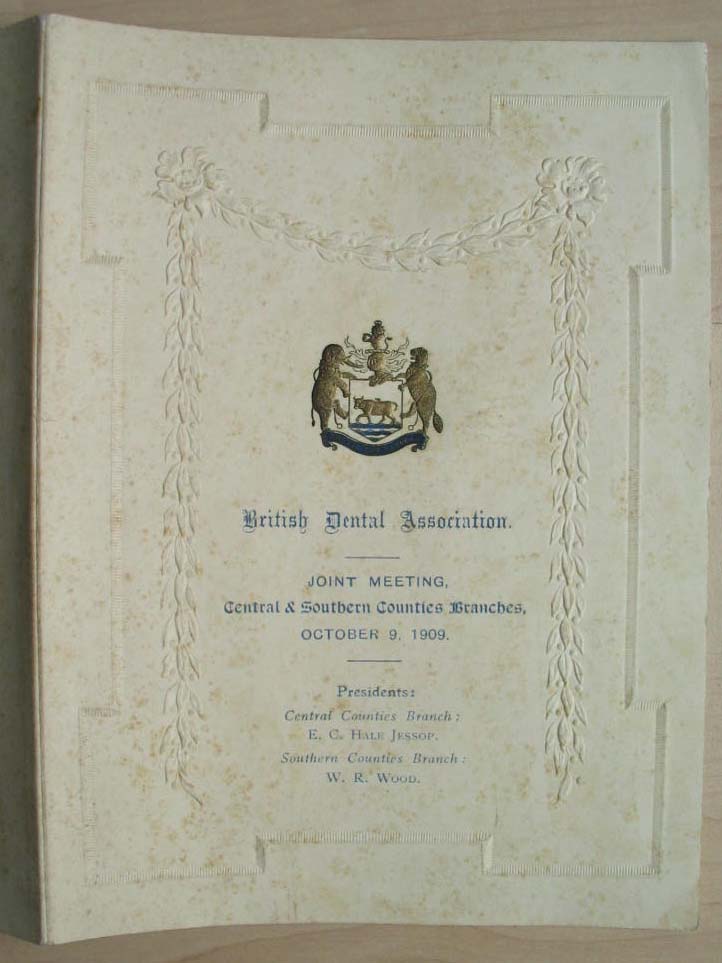 British Dental Association.
JOINT MEETING,
Central & Southern Counties Branches,
OCTOBER 9, 1909.
Presidents:
Central Counties Branch:
E. C. HALE JESSOP.
Southern Counties Branch:
W. R. WOOD.